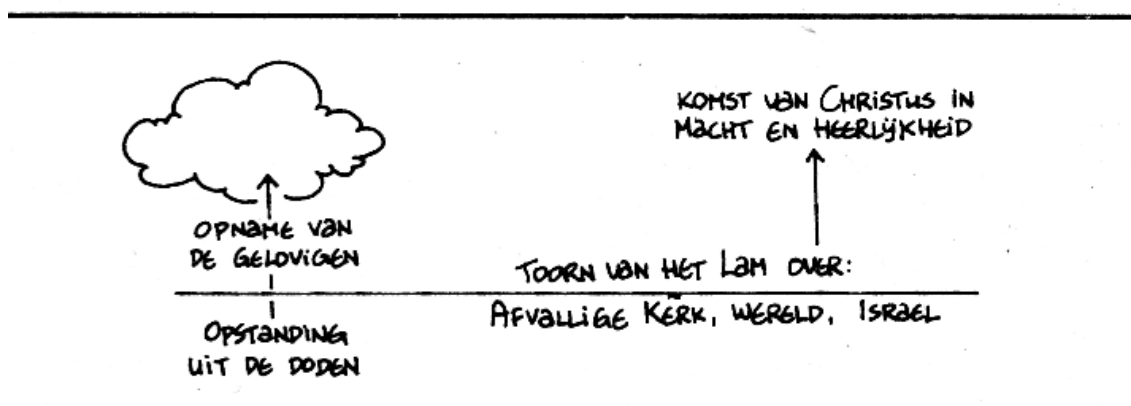 KOMST VAN CHRISTUS IN
MACHT EN HEERLIJKHEID
OPNAME VAN
DE GELOVIGEN
TOORN VAN HET LAM OVER:
AFVALLIGE KERK, WERELD, ISRAEL
OPSTANDING
UIT DE DODEN